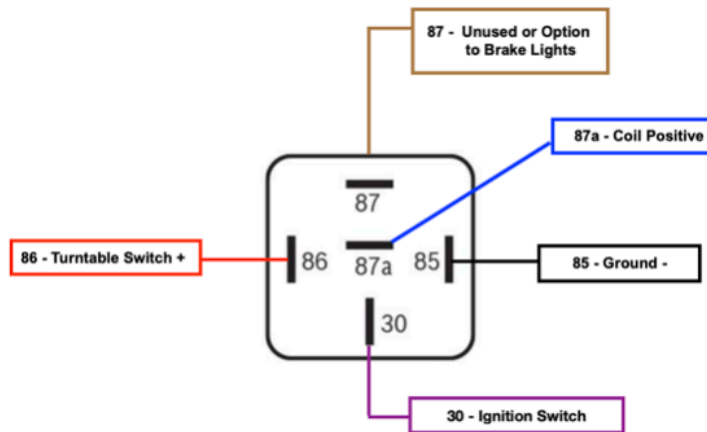 87 - Unused or Option
to Brake Lights
87a - Coil Positive
87
86 - Turntable Switch +
86
87a
85
85 - Ground -
30
30 - Ignition Switch